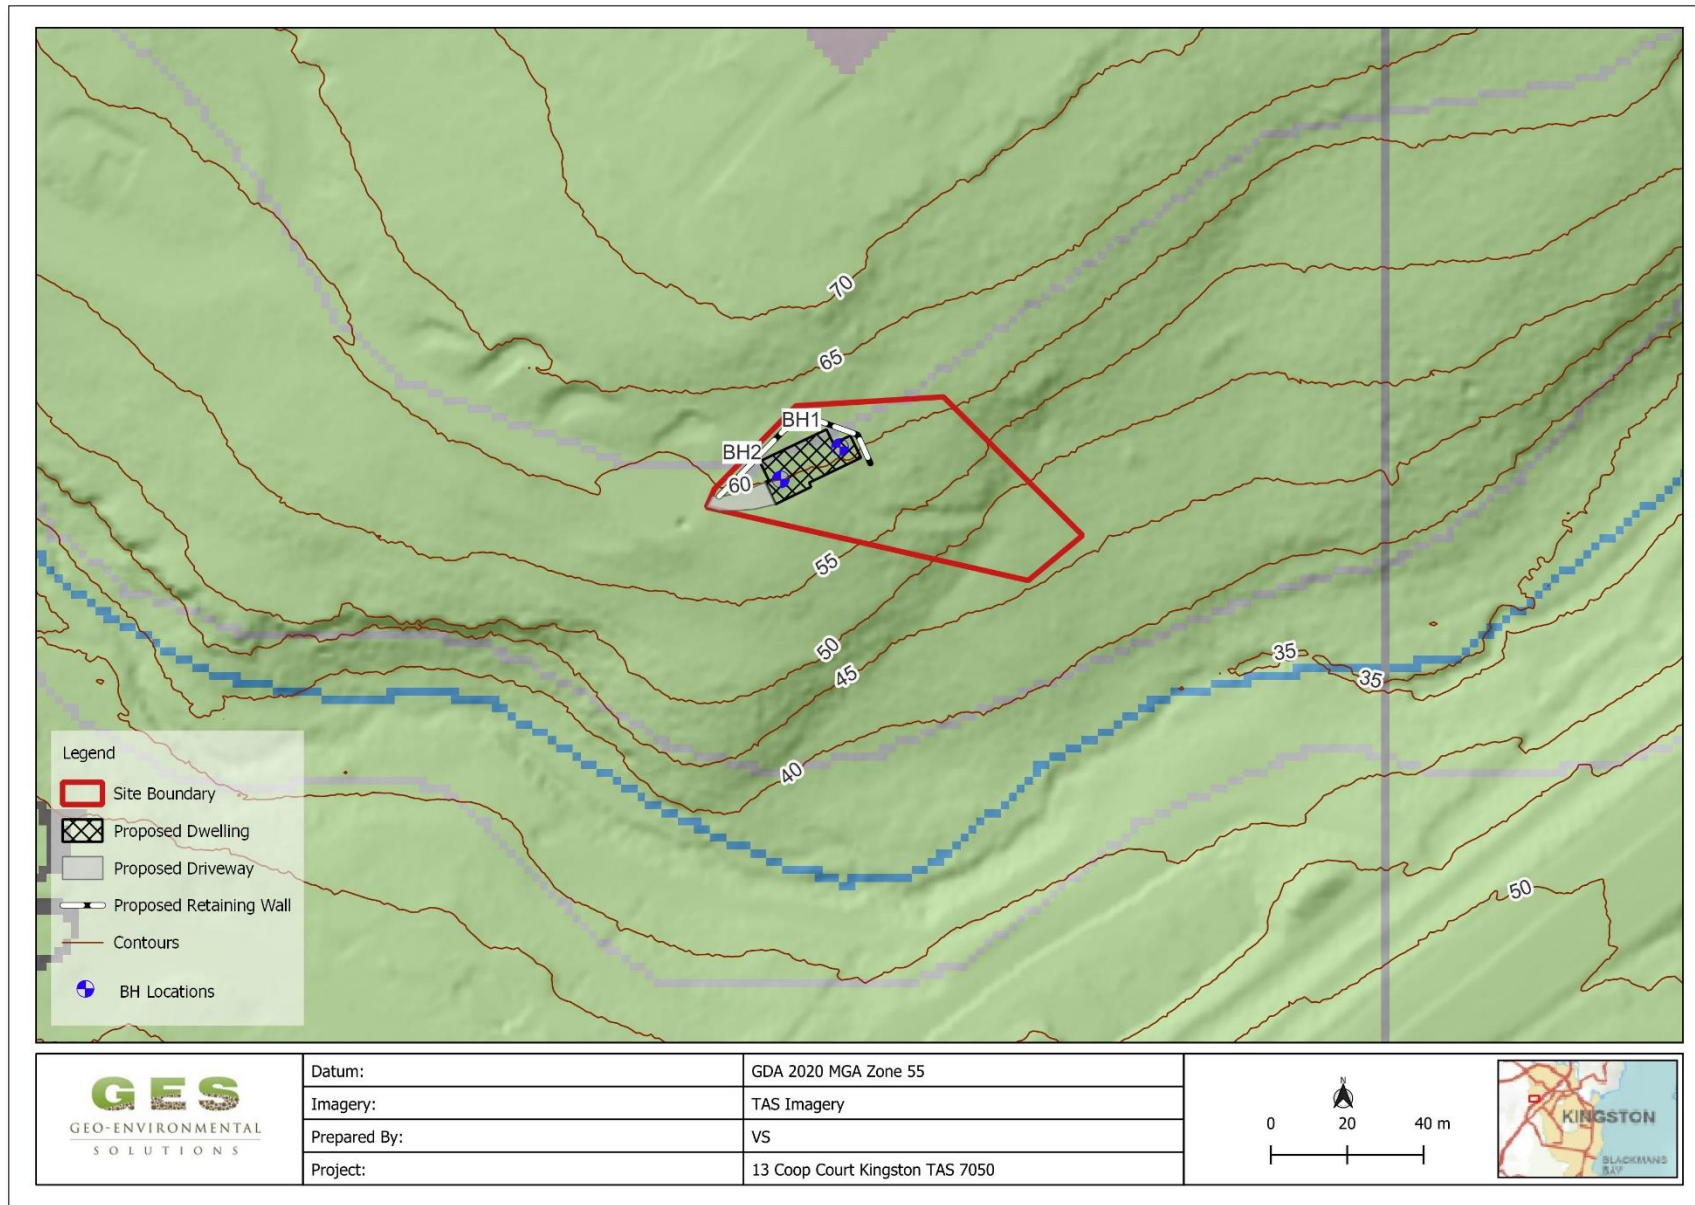 70
65
BH1
BH2
60
55
50
45
35
35
40
50
Legend
Site Boundary
Proposed Dwelling
Proposed Driveway
Proposed Retaining Wall
Contours
BH Locations
GES
GEO-ENVIRONMENTAL
SOLUTIONS
Datum: GDA 2020 MGA Zone 55
Imagery: TAS Imagery
Prepared By: VS
Project: 13 Coop Court Kingston TAS 7050
N
0 20 40 m
KINGSTON
BLACKMANS
BAY